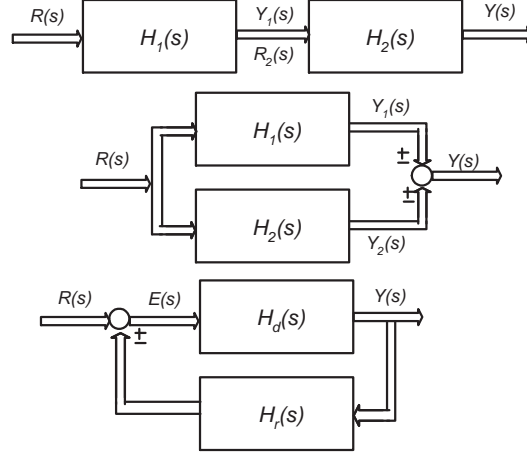 R(s) H₁(s) Y₁(s) R₂(s) H₂(s) Y(s)
H₁(s) Y₁(s)
±
R(s) Y(s)
±
H₂(s) Y₂(s)
R(s) E(s) H_d(s) Y(s)
±
H_r(s)